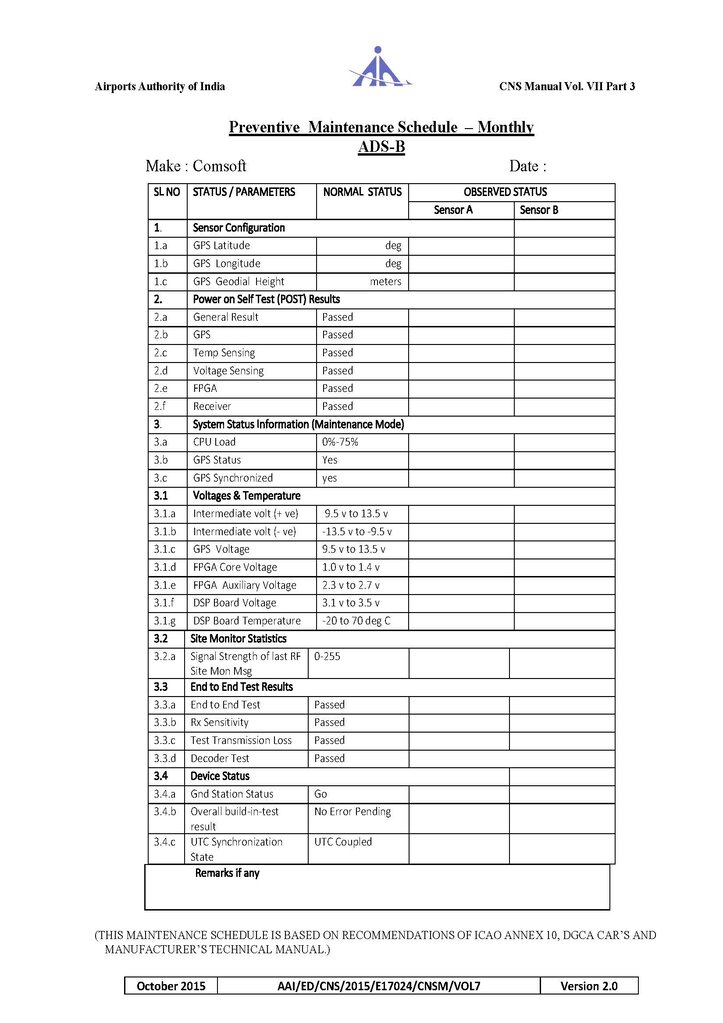 Airports Authority of India CNS Manual Vol. VII Part 3
Preventive Maintenance Schedule – Monthly
ADS-B
Make : Comsoft Date :
SL NO STATUS / PARAMETERS NORMAL STATUS OBSERVED STATUS
Sensor A Sensor B
1. Sensor Configuration
1.a GPS Latitude deg
1.b GPS Longitude deg
1.c GPS Geodial Height meters
2. Power on Self Test (POST) Results
2.a General Result Passed
2.b GPS Passed
2.c Temp Sensing Passed
2.d Voltage Sensing Passed
2.e FPGA Passed
2.f Receiver Passed
3. System Status Information (Maintenance Mode)
3.a CPU Load 0%-75%
3.b GPS Status Yes
3.c GPS Synchronized yes
3.1 Voltages & Temperature
3.1.a Intermediate volt (+ ve) 9.5 v to 13.5 v
3.1.b Intermediate volt (- ve) -13.5 v to -9.5 v
3.1.c GPS Voltage 9.5 v to 13.5 v
3.1.d FPGA Core Voltage 1.0 v to 1.4 v
3.1.e FPGA Auxiliary Voltage 2.3 v to 2.7 v
3.1.f DSP Board Voltage 3.1 v to 3.5 v
3.1.g DSP Board Temperature -20 to 70 deg C
3.2 Site Monitor Statistics
3.2.a Signal Strength of last RF 0-255
Site Mon Msg
3.3 End to End Test Results
3.3.a End to End Test Passed
3.3.b Rx Sensitivity Passed
3.3.c Test Transmission Loss Passed
3.3.d Decoder Test Passed
3.4 Device Status
3.4.a Gnd Station Status Go
3.4.b Overall build-in-test No Error Pending
result
3.4.c UTC Synchronization UTC Coupled
State
Remarks if any
(THIS MAINTENANCE SCHEDULE IS BASED ON RECOMMENDATIONS OF ICAO ANNEX 10, DGCA CAR'S AND
MANUFACTURER'S TECHNICAL MANUAL.)
October 2015 AAI/ED/CNS/2015/E17024/CNSM/VOL7 Version 2.0